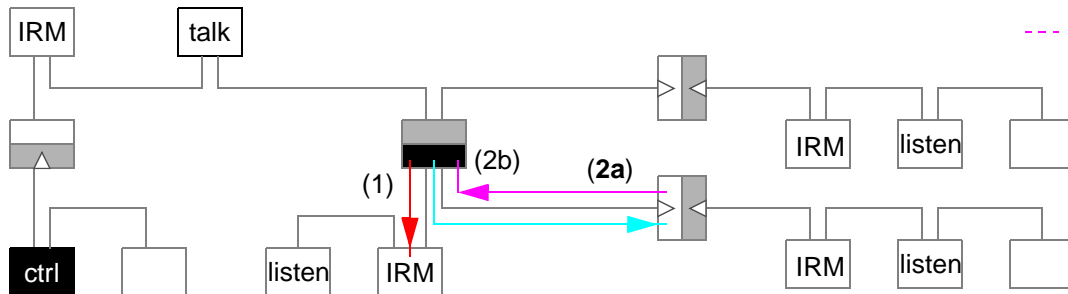 IRM talk
IRM listen
(1) (2b) (2a)
ctrl listen IRM IRM listen